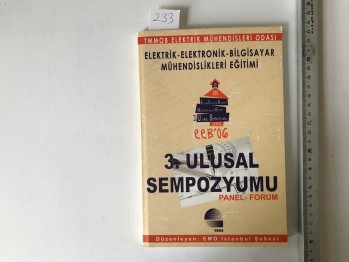 233
TMMOB ELEKTRİK MÜHENDİSLERİ ODASI
ELEKTRİK-ELEKTRONİK-BİLGİSAYAR
MÜHENDİSLİKLERİ EĞİTİMİ
EEB'06
3. ULUSAL
SEMPOZYUMU
PANEL- FORUM
1954
Düzenleyen: EMO İstanbul Şubesi